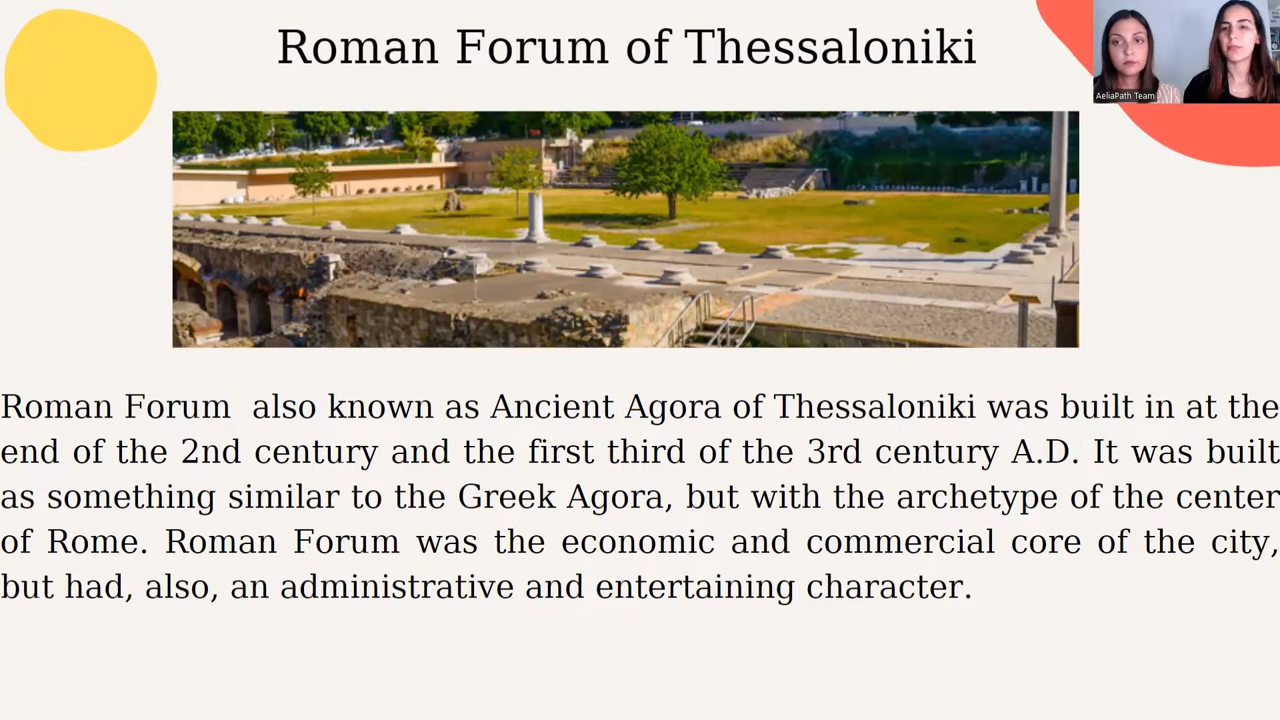 Roman Forum of Thessaloniki
AeliaPath Team
Roman Forum also known as Ancient Agora of Thessaloniki was built in at the
end of the 2nd century and the first third of the 3rd century A.D. It was built
as something similar to the Greek Agora, but with the archetype of the center
of Rome. Roman Forum was the economic and commercial core of the city,
but had, also, an administrative and entertaining character.